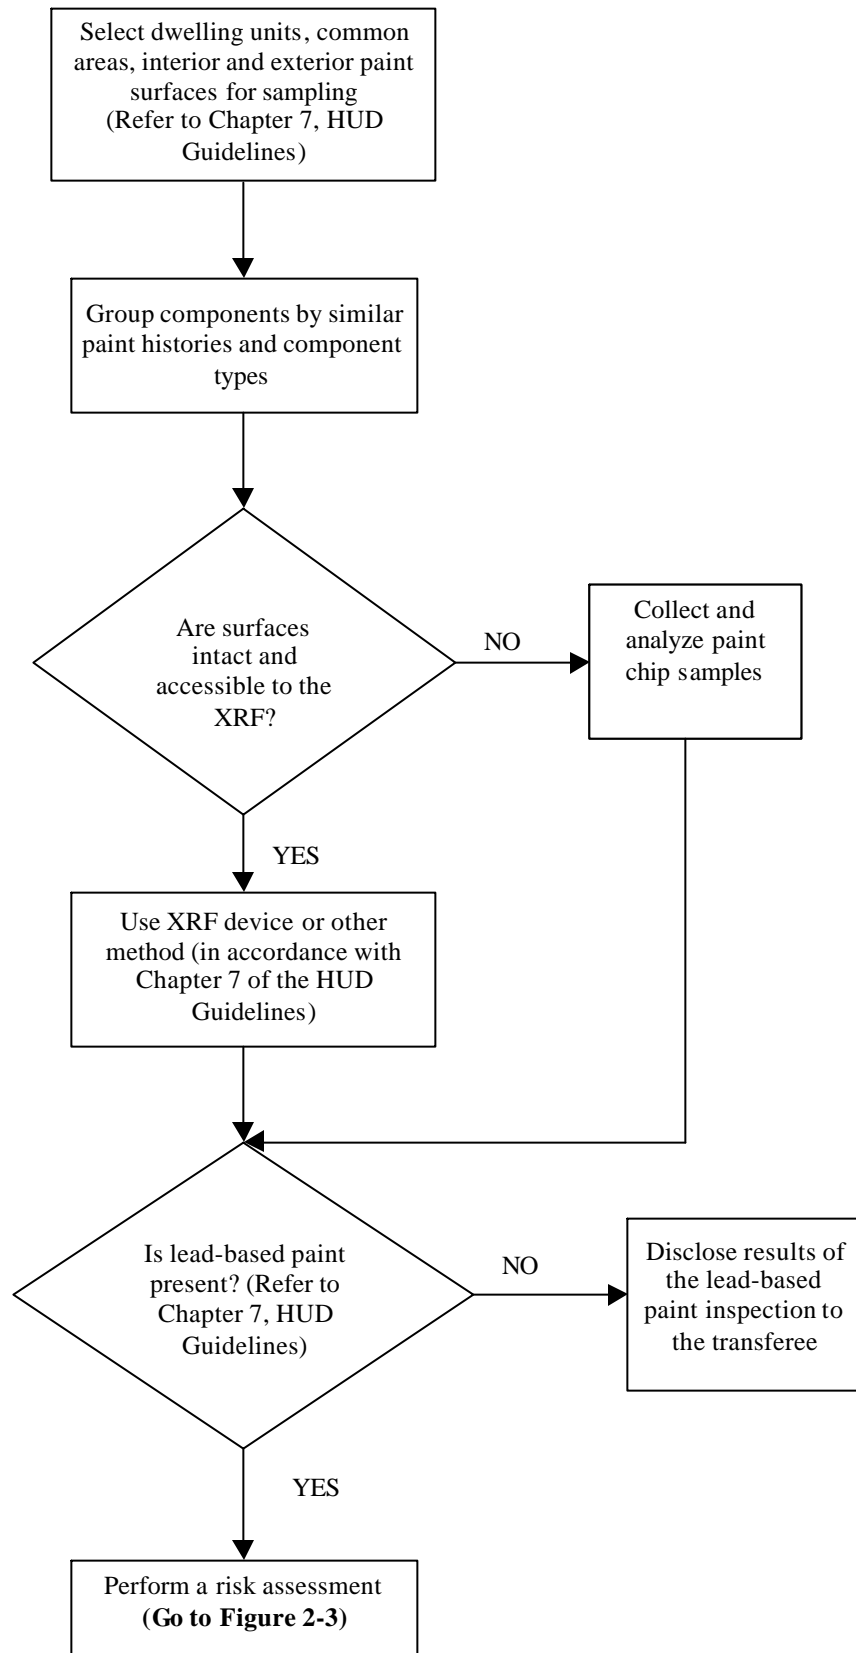 Select dwelling units, common
areas, interior and exterior paint
surfaces for sampling
(Refer to Chapter 7, HUD
Guidelines)
Group components by similar
paint histories and component
types
Are surfaces
intact and
accessible to the
XRF?
NO
Collect and
analyze paint
chip samples
YES
Use XRF device or other
method (in accordance with
Chapter 7 of the HUD
Guidelines)
Is lead-based paint
present? (Refer to
Chapter 7, HUD
Guidelines)
NO
Disclose results of
the lead-based
paint inspection to
the transferee
YES
Perform a risk assessment
(Go to Figure 2-3)